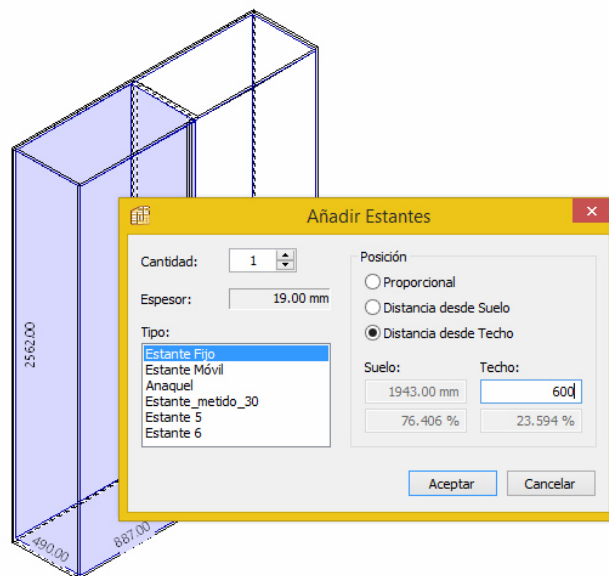 Añadir Estantes
Cantidad: 1
Espesor: 19.00 mm
Tipo:
Estante Fijo
Estante Móvil
Anaquel
Estante_metido_30
Estante 5
Estante 6
Posición
Proporcional
Distancia desde Suelo
Distancia desde Techo
Suelo: Techo:
1943.00 mm 600
76.406 % 23.594 %
Aceptar Cancelar
2562.00
490.00
887.00